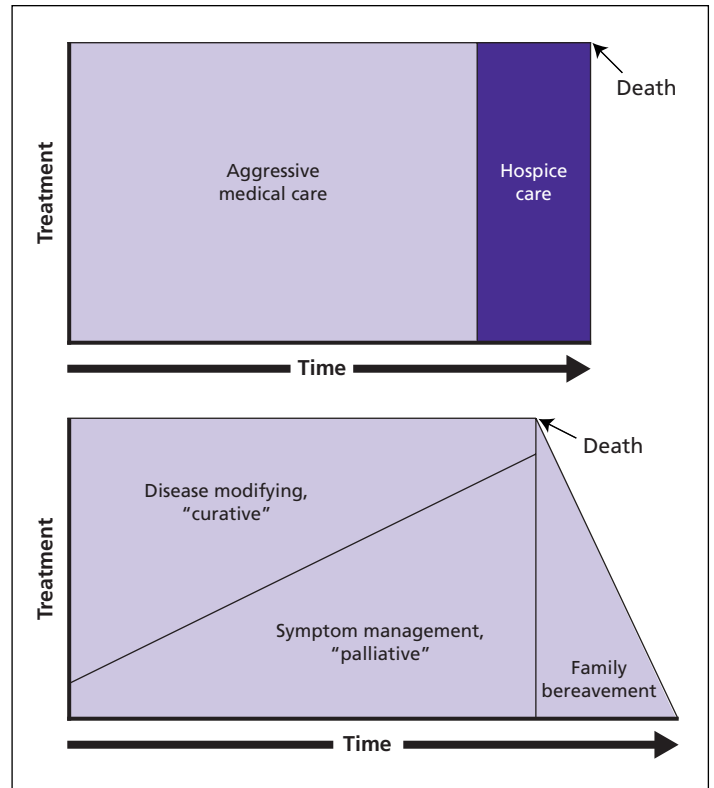 Death
Treatment
Aggressive
medical care
Hospice
care
Time
Death
Treatment
Disease modifying,
“curative”
Symptom management,
“palliative”
Family
bereavement
Time